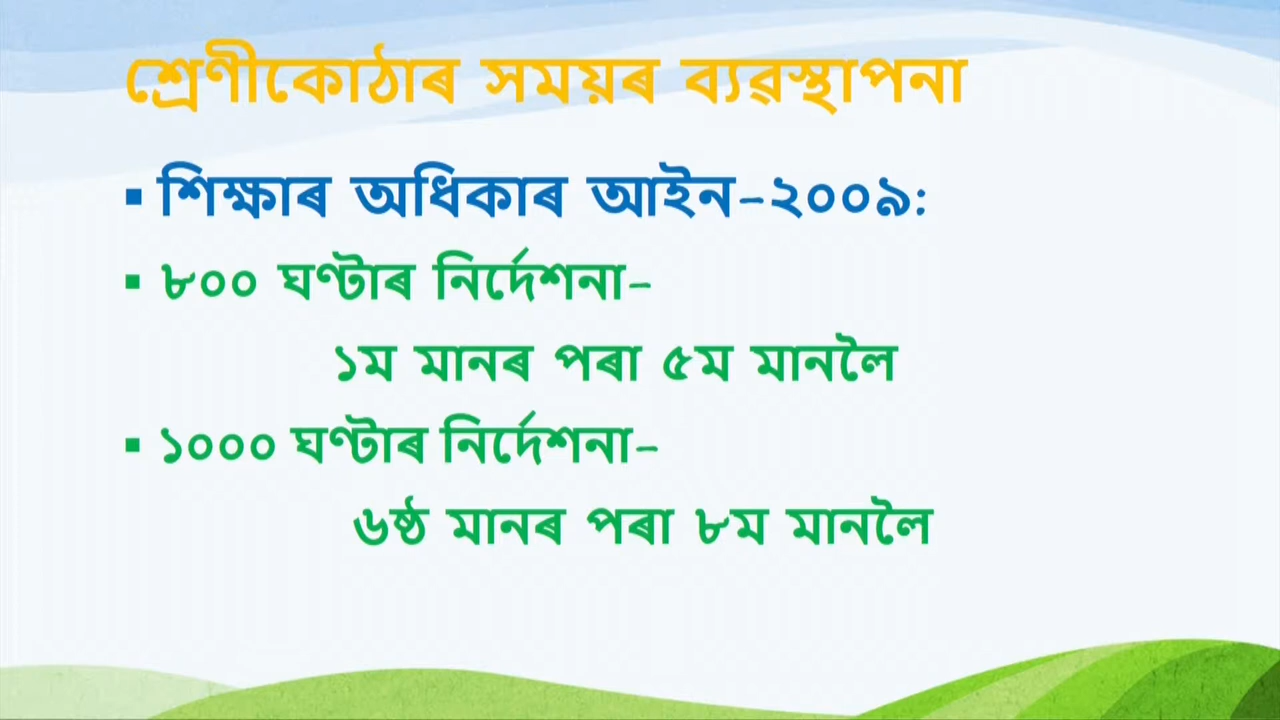 শ্ৰেণীকোঠাৰ সময়ৰ ব্যৱস্থাপনা
▪ শিক্ষাৰ অধিকাৰ আইন-২০০৯:
▪ ৮০০ ঘণ্টাৰ নিৰ্দেশনা-
১ম মানৰ পৰা ৫ম মানলৈ
▪ ১০০০ ঘণ্টাৰ নিৰ্দেশনা-
৬ষ্ঠ মানৰ পৰা ৮ম মানলৈ